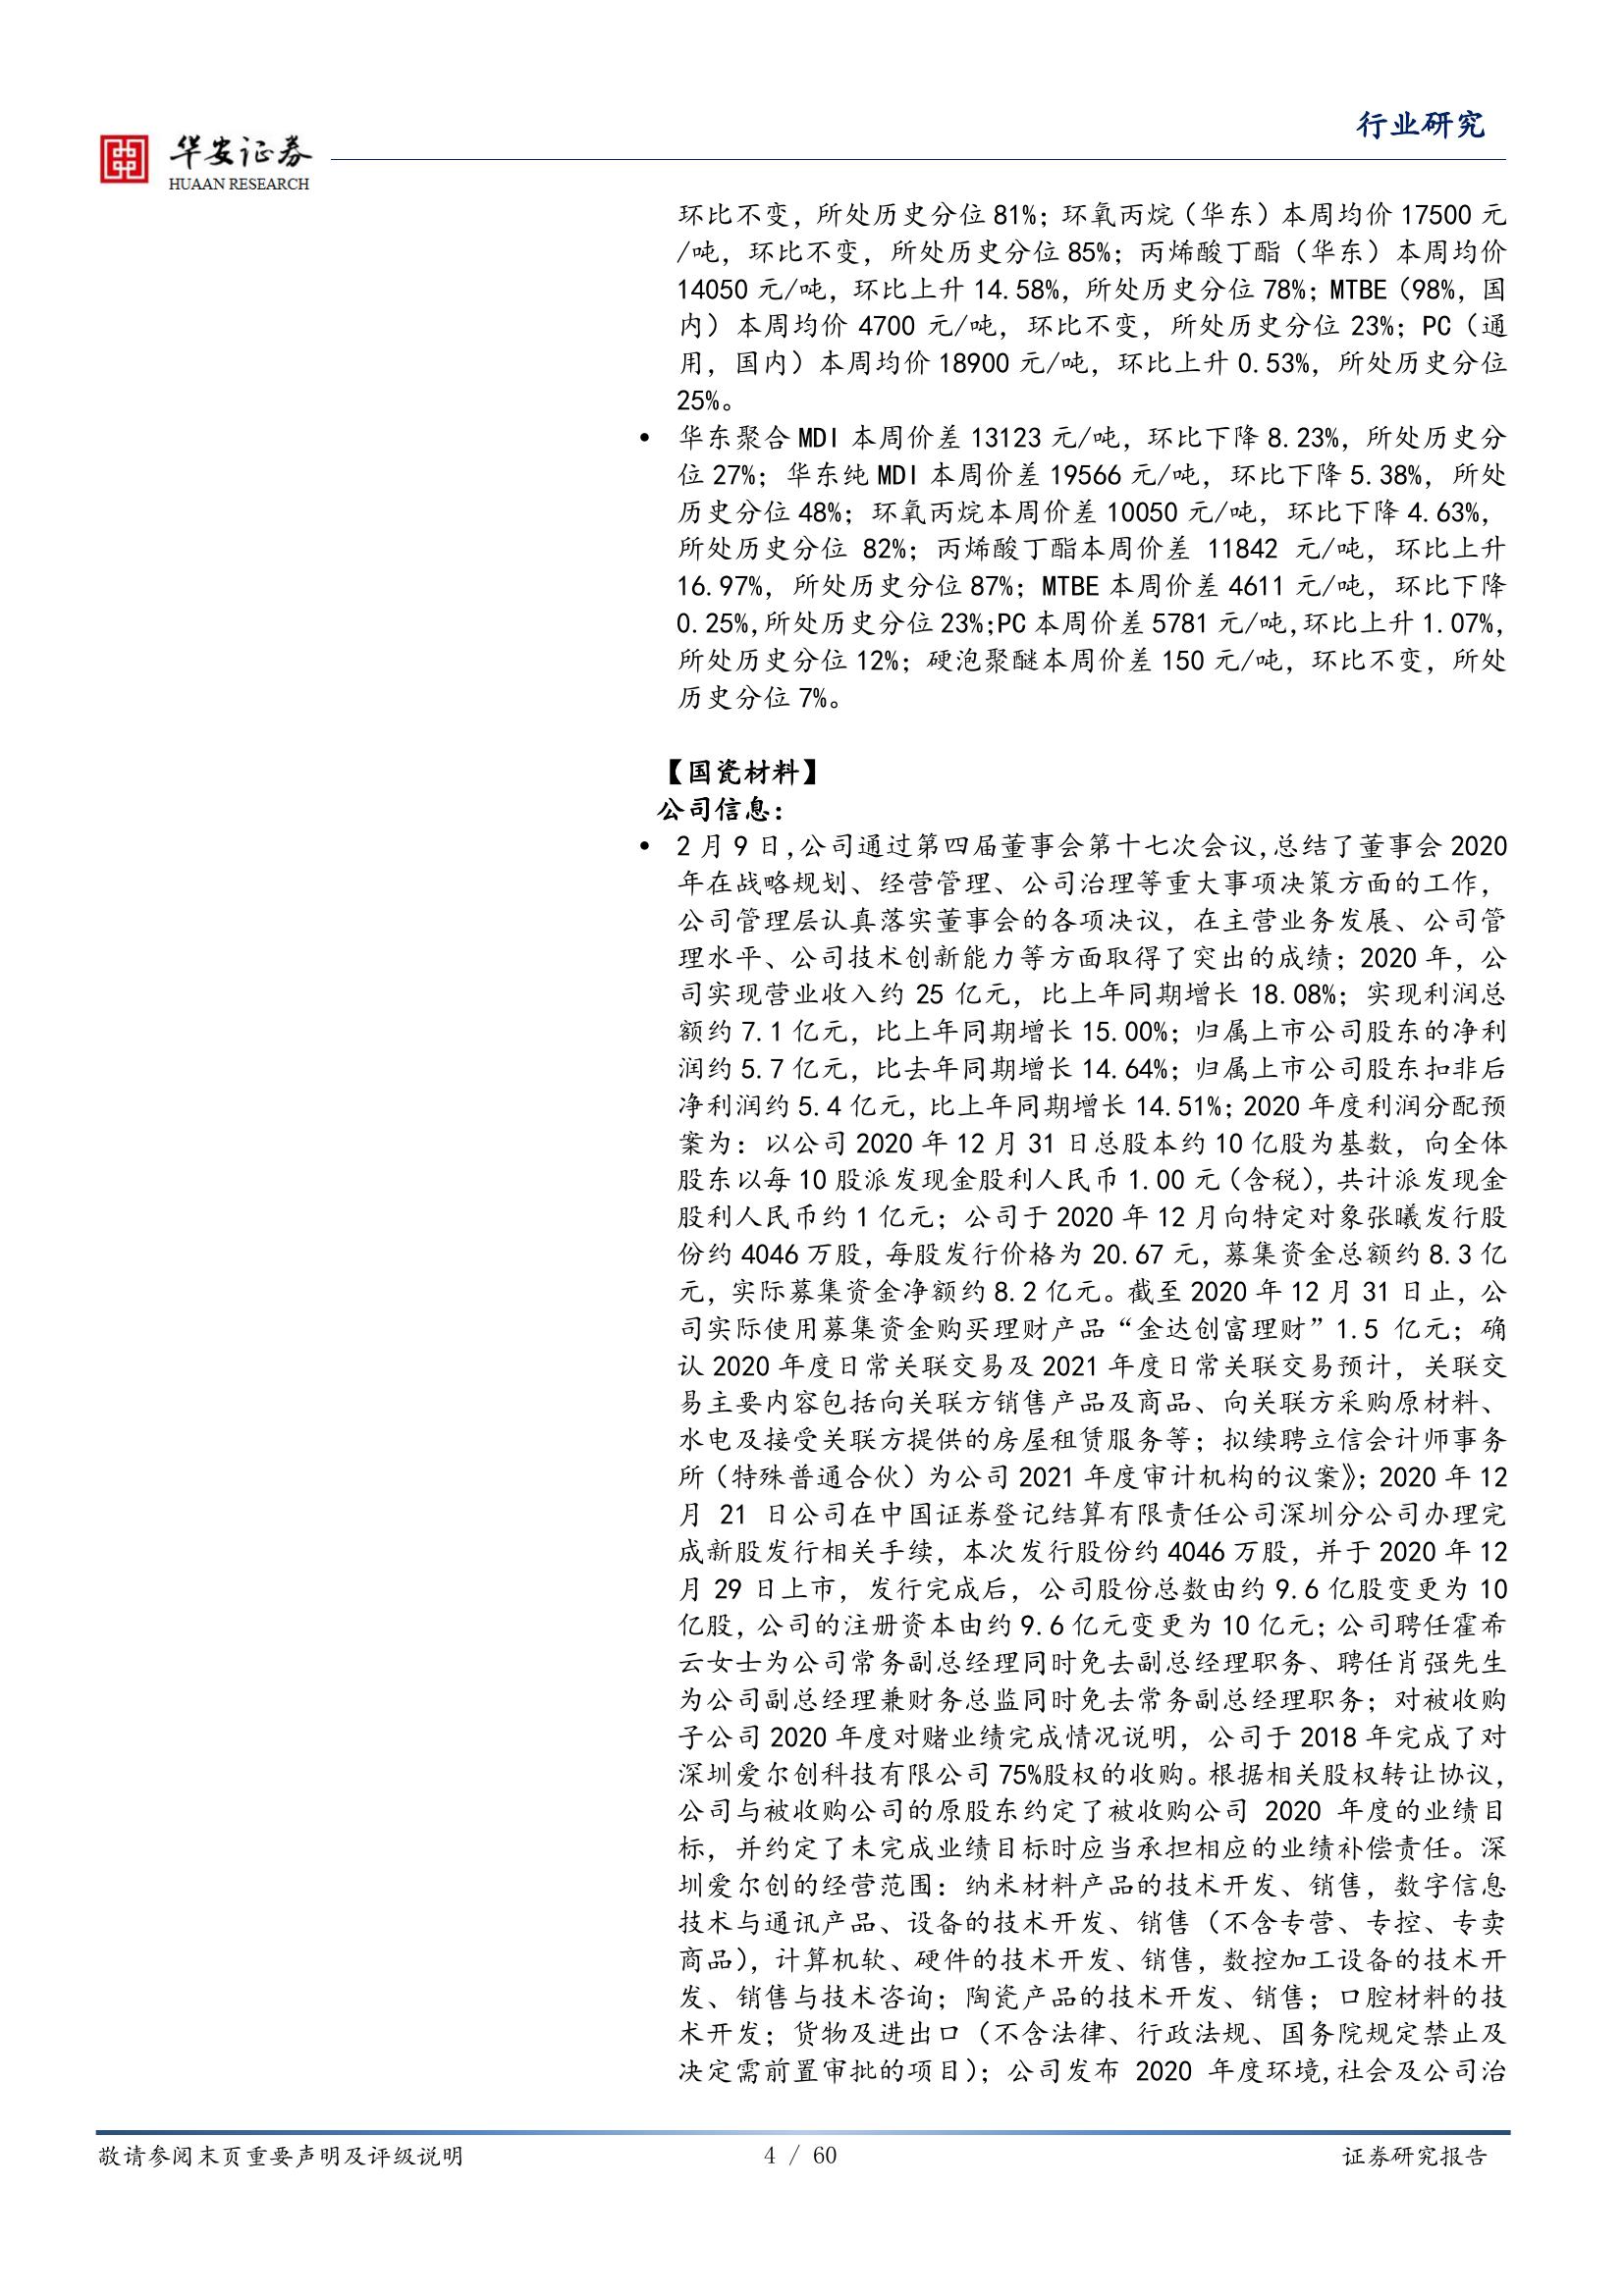 行业研究
华安证券
HUAAN RESEARCH
环比不变，所处历史分位 81%；环氧丙烷（华东）本周均价 17500 元
/吨，环比不变，所处历史分位 85%；丙烯酸丁酯（华东）本周均价
14050 元/吨，环比上升 14.58%，所处历史分位 78%；MTBE（98%，国
内）本周均价 4700 元/吨，环比不变，所处历史分位 23%；PC（通
用，国内）本周均价 18900 元/吨，环比上升 0.53%，所处历史分位
25%。
• 华东聚合 MDI 本周价差 13123 元/吨，环比下降 8.23%，所处历史分
位 27%；华东纯 MDI 本周价差 19566 元/吨，环比下降 5.38%，所处
历史分位 48%；环氧丙烷本周价差 10050 元/吨，环比下降 4.63%，
所处历史分位 82%；丙烯酸丁酯本周价差 11842 元/吨，环比上升
16.97%，所处历史分位 87%；MTBE 本周价差 4611 元/吨，环比下降
0.25%,所处历史分位 23%;PC 本周价差 5781 元/吨,环比上升 1.07%,
所处历史分位 12%；硬泡聚醚本周价差 150 元/吨，环比不变，所处
历史分位 7%。
【国瓷材料】
公司信息：
• 2 月 9 日,公司通过第四届董事会第十七次会议,总结了董事会 2020
年在战略规划、经营管理、公司治理等重大事项决策方面的工作，
公司管理层认真落实董事会的各项决议，在主营业务发展、公司管
理水平、公司技术创新能力等方面取得了突出的成绩；2020 年，公
司实现营业收入约 25 亿元，比上年同期增长 18.08%；实现利润总
额约 7.1 亿元，比上年同期增长 15.00%；归属上市公司股东的净利
润约 5.7 亿元，比去年同期增长 14.64%；归属上市公司股东扣非后
净利润约 5.4 亿元，比上年同期增长 14.51%；2020 年度利润分配预
案为：以公司 2020 年 12 月 31 日总股本约 10 亿股为基数，向全体
股东以每 10 股派发现金股利人民币 1.00 元（含税），共计派发现金
股利人民币约 1 亿元；公司于 2020 年 12 月向特定对象张曦发行股
份约 4046 万股，每股发行价格为 20.67 元，募集资金总额约 8.3 亿
元，实际募集资金净额约 8.2 亿元。截至 2020 年 12 月 31 日止，公
司实际使用募集资金购买理财产品“金达创富理财”1.5 亿元；确
认 2020 年度日常关联交易及 2021 年度日常关联交易预计，关联交
易主要内容包括向关联方销售产品及商品、向关联方采购原材料、
水电及接受关联方提供的房屋租赁服务等；拟续聘立信会计师事务
所（特殊普通合伙）为公司 2021 年度审计机构的议案》；2020 年 12
月 21 日公司在中国证券登记结算有限责任公司深圳分公司办理完
成新股发行相关手续，本次发行股份约 4046 万股，并于 2020 年 12
月 29 日上市，发行完成后，公司股份总数由约 9.6 亿股变更为 10
亿股，公司的注册资本由约 9.6 亿元变更为 10 亿元；公司聘任霍希
云女士为公司常务副总经理同时免去副总经理职务、聘任肖强先生
为公司副总经理兼财务总监同时免去常务副总经理职务；对被收购
子公司 2020 年度对赌业绩完成情况说明，公司于 2018 年完成了对
深圳爱尔创科技有限公司 75%股权的收购。根据相关股权转让协议，
公司与被收购公司的原股东约定了被收购公司 2020 年度的业绩目
标，并约定了未完成业绩目标时应当承担相应的业绩补偿责任。深
圳爱尔创的经营范围：纳米材料产品的技术开发、销售，数字信息
技术与通讯产品、设备的技术开发、销售（不含专营、专控、专卖
商品），计算机软、硬件的技术开发、销售，数控加工设备的技术开
发、销售与技术咨询；陶瓷产品的技术开发、销售；口腔材料的技
术开发；货物及进出口（不含法律、行政法规、国务院规定禁止及
决定需前置审批的项目）；公司发布 2020 年度环境,社会及公司治
敬请参阅末页重要声明及评级说明 4 / 60 证券研究报告